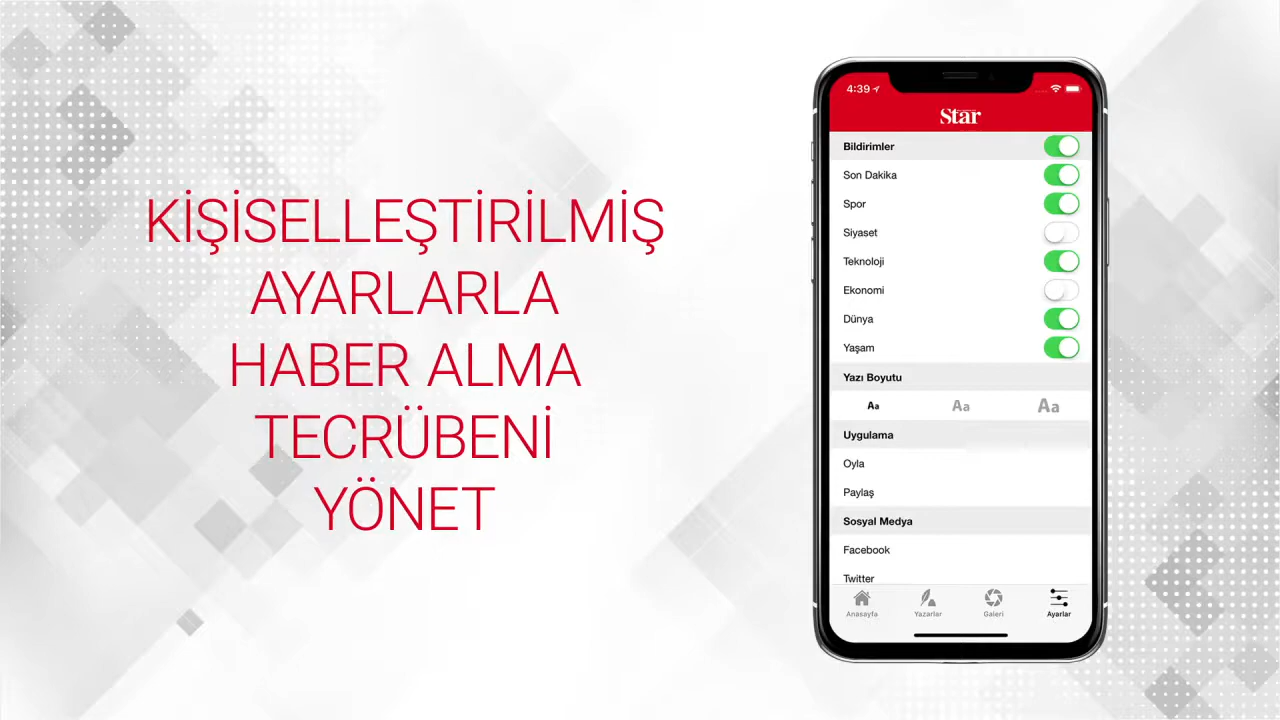 KİŞİSELLEŞTİRİLMİŞ
AYARLARLA
HABER ALMA
TECRÜBENİ
YÖNET
4:39
Star
Bildirimler
Son Dakika
Spor
Siyaset
Teknoloji
Ekonomi
Dünya
Yaşam
Yazı Boyutu
Aa Aa Aa
Uygulama
Oyla
Paylaş
Sosyal Medya
Facebook
Twitter
Anasayfa Yazarlar Galeri Ayarlar